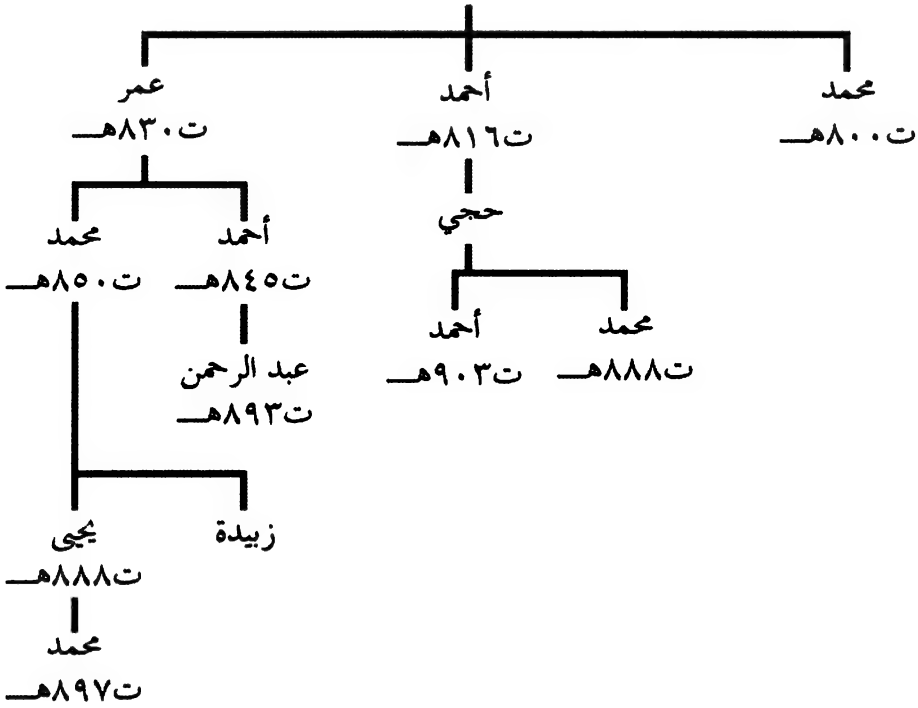 محمد
ت٨٠٠هـ
أحمد
ت٨١٦هـ
عمر
ت٨٣٠هـ
حجي
أحمد
ت٨٤٥هـ
محمد
ت٨٥٠هـ
محمد
ت٨٨٨هـ
أحمد
ت٩٠٣هـ
عبد الرحمن
ت٨٩٣هـ
زبيدة
يحيى
ت٨٨٨هـ
محمد
ت٨٩٧هـ